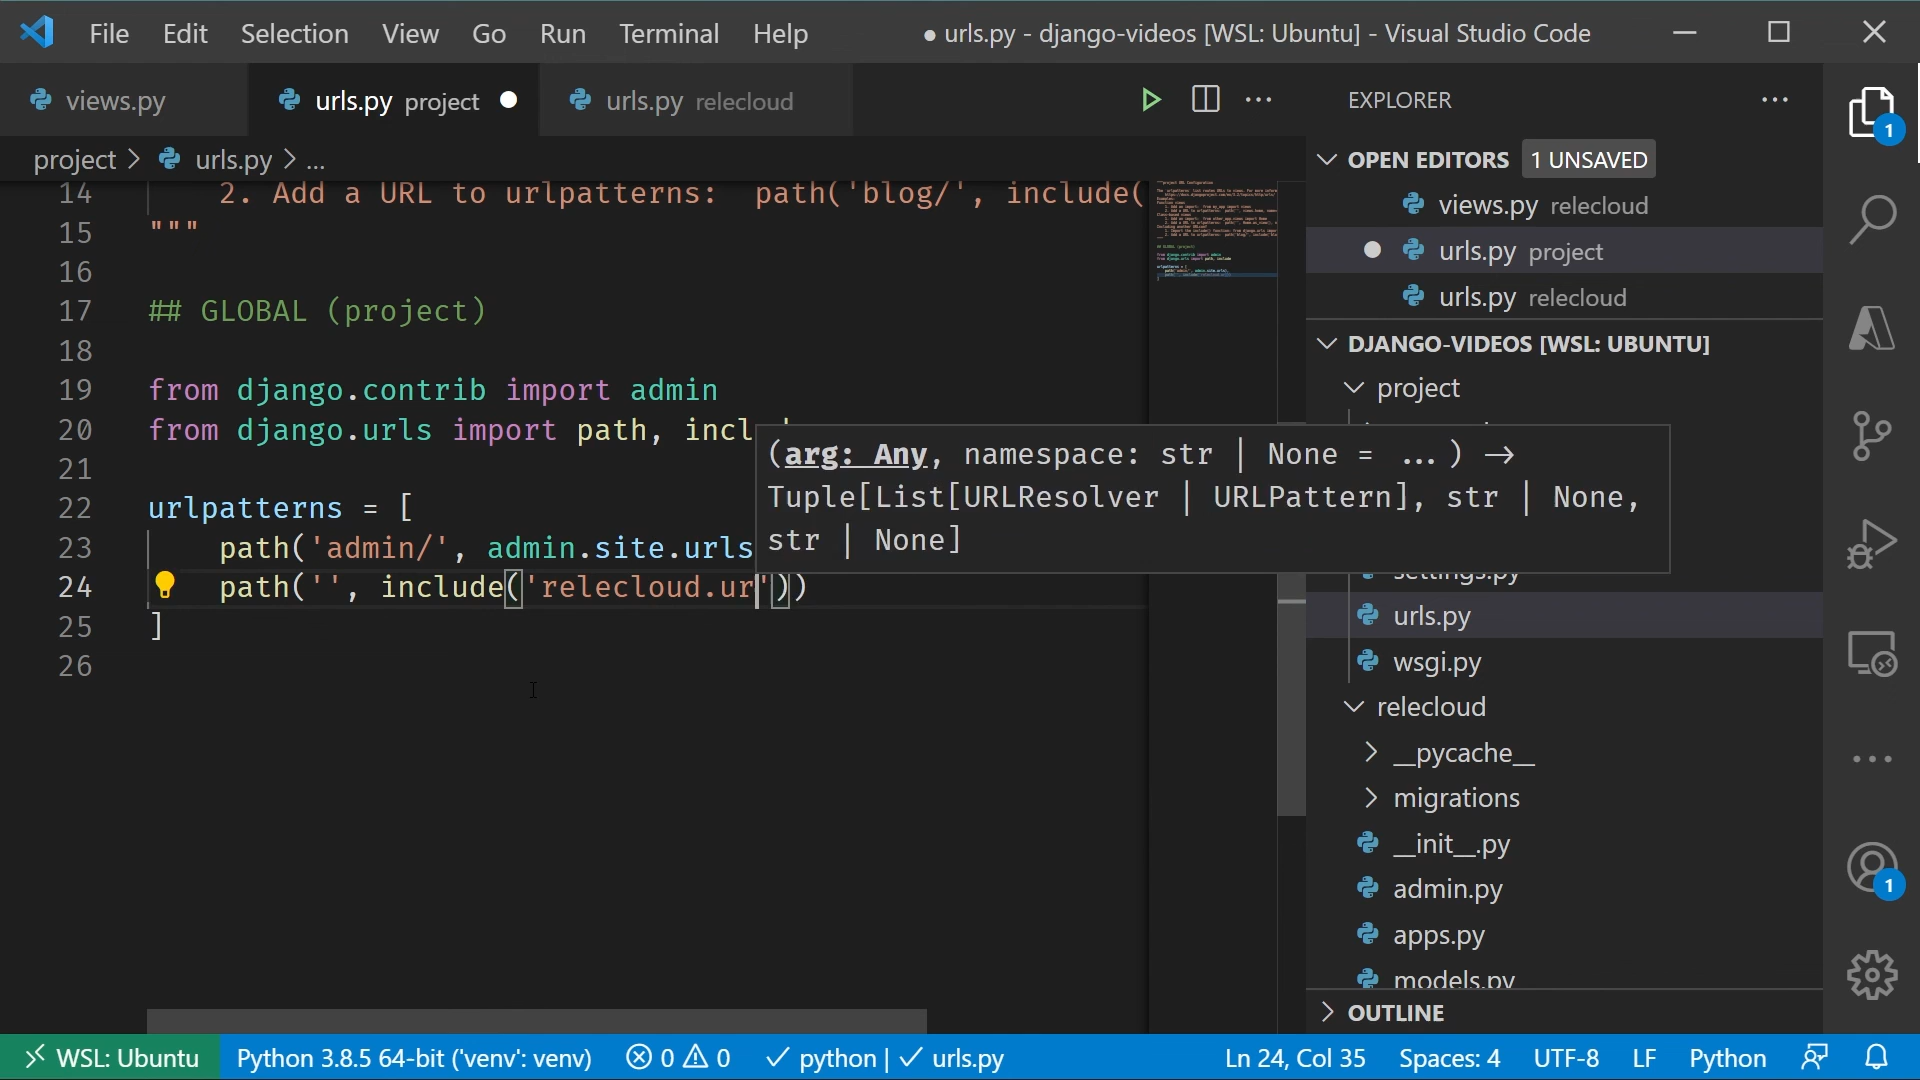 File Edit Selection View Go Run Terminal Help ● urls.py - django-videos [WSL: Ubuntu] - Visual Studio Code
views.py urls.py project urls.py relecloud
project > urls.py > ...
14 2. Add a URL to urlpatterns: path('blog/', include(
15 """
16
17 ## GLOBAL (project)
18
19 from django.contrib import admin
20 from django.urls import path, includ
21
22 urlpatterns = [
23 path('admin/', admin.site.urls
24 path('', include('relecloud.ur'))
25 ]
26
(arg: Any, namespace: str | None = ...) →
Tuple[List[URLResolver | URLPattern], str | None,
str | None]
EXPLORER
OPEN EDITORS 1 UNSAVED
views.py relecloud
urls.py project
urls.py relecloud
DJANGO-VIDEOS [WSL: UBUNTU]
project
settings.py
urls.py
wsgi.py
relecloud
__pycache__
migrations
__init__.py
admin.py
apps.py
models.py
OUTLINE
1
1
WSL: Ubuntu Python 3.8.5 64-bit ('venv': venv) 0 0 python | urls.py Ln 24, Col 35 Spaces: 4 UTF-8 LF Python